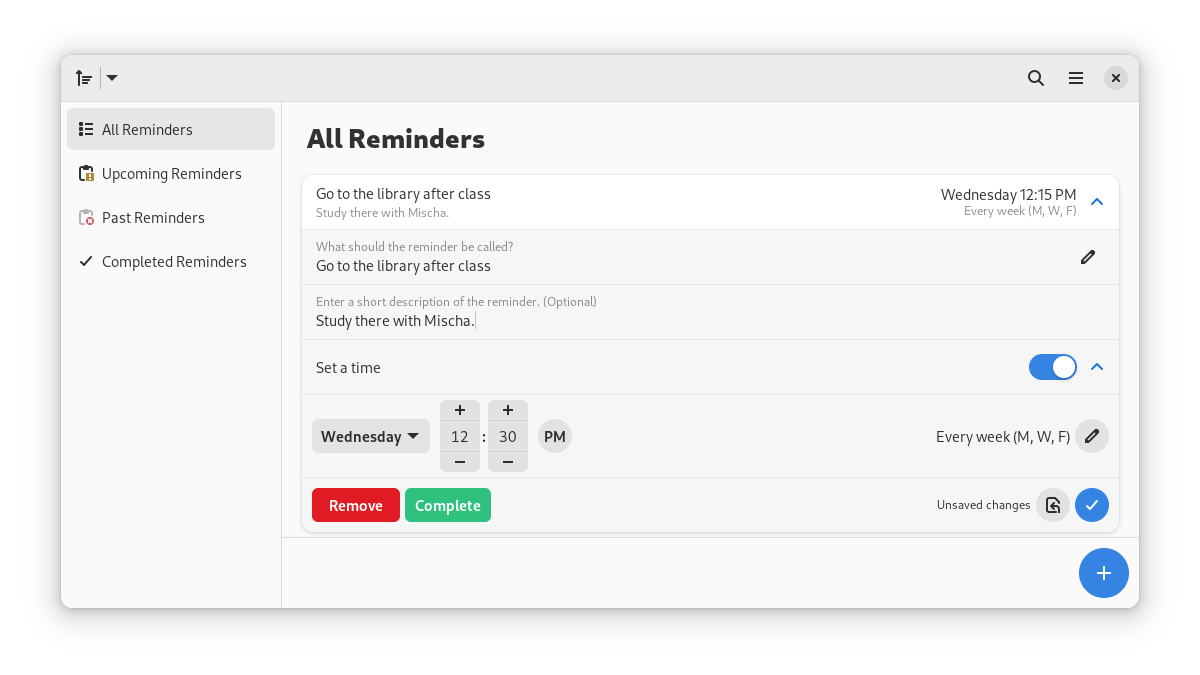 All Reminders
Upcoming Reminders
Past Reminders
Completed Reminders
All Reminders
Go to the library after class
Study there with Mischa.
Wednesday 12:15 PM
Every week (M, W, F)
What should the reminder be called?
Go to the library after class
Enter a short description of the reminder. (Optional)
Study there with Mischa.
Set a time
Wednesday 12 : 30 PM
Every week (M, W, F)
Remove Complete
Unsaved changes